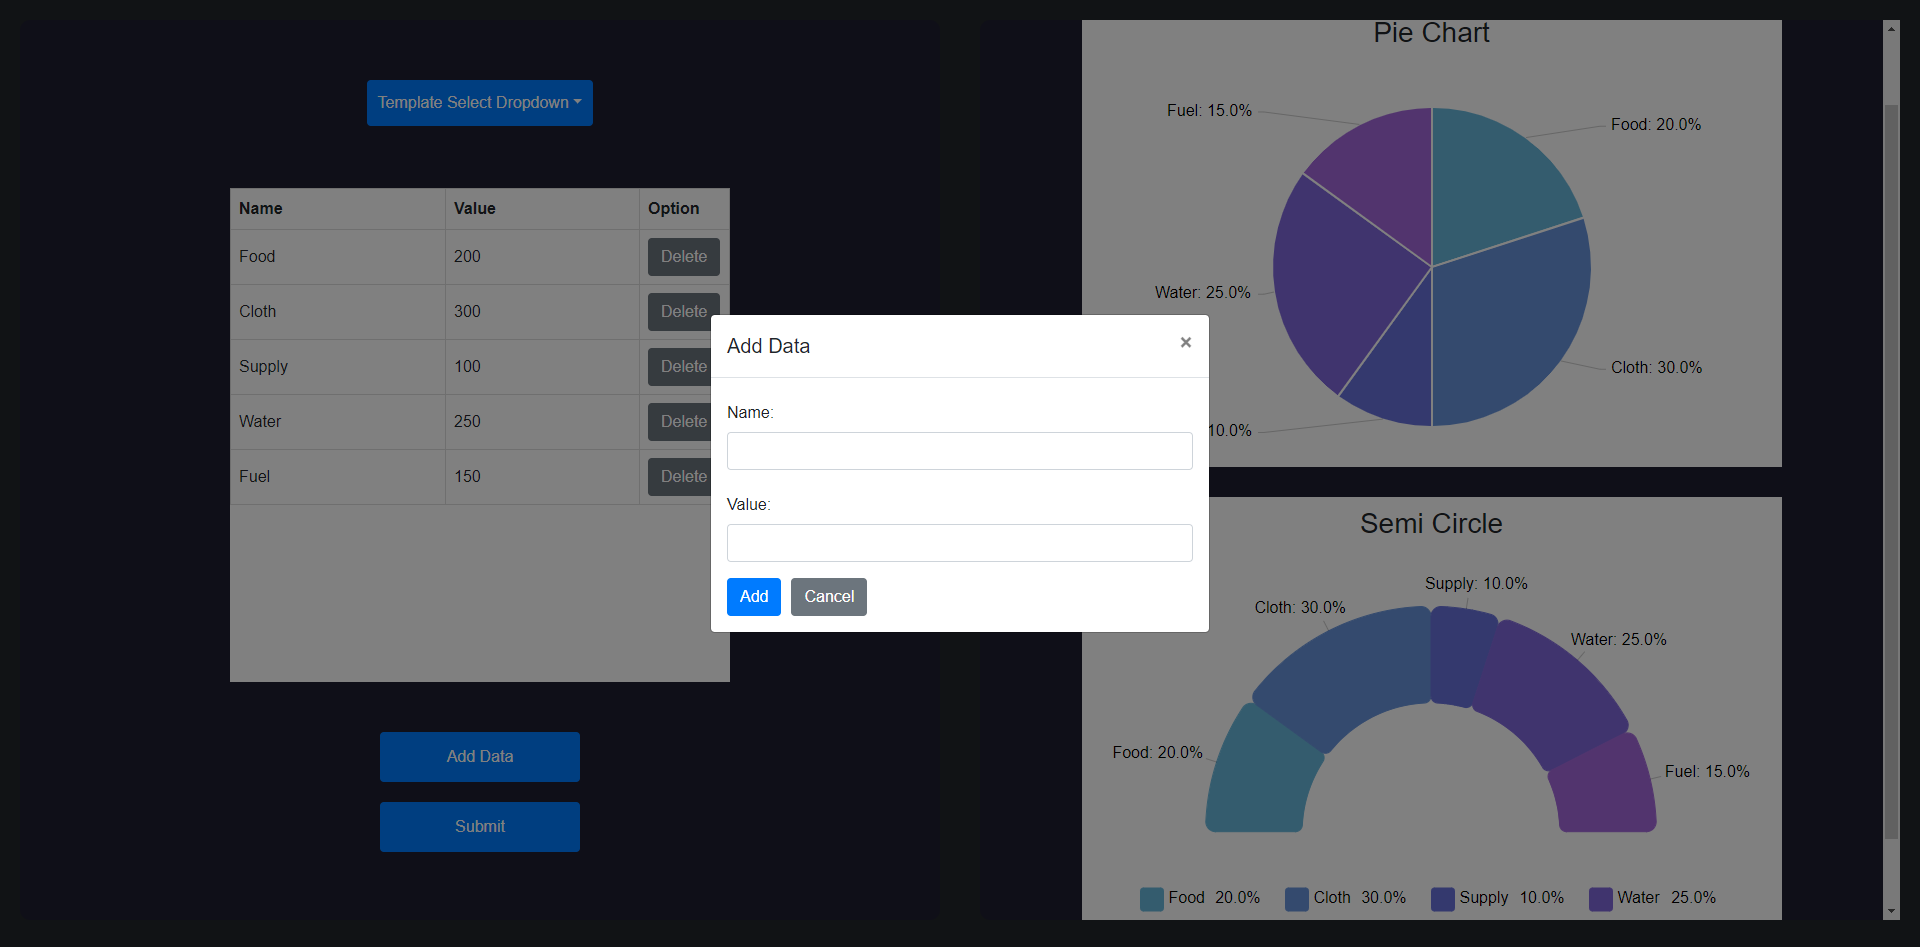 Template Select Dropdown
Name Value Option
Food 200 Delete
Cloth 300 Delete
Supply 100 Delete
Water 250 Delete
Fuel 150 Delete
Add Data
Submit
Add Data ×
Name:
Value:
Add Cancel
Pie Chart
Fuel: 15.0%
Food: 20.0%
Water: 25.0%
Cloth: 30.0%
10.0%
Semi Circle
Supply: 10.0%
Cloth: 30.0%
Water: 25.0%
Food: 20.0%
Fuel: 15.0%
Food 20.0% Cloth 30.0% Supply 10.0% Water 25.0%